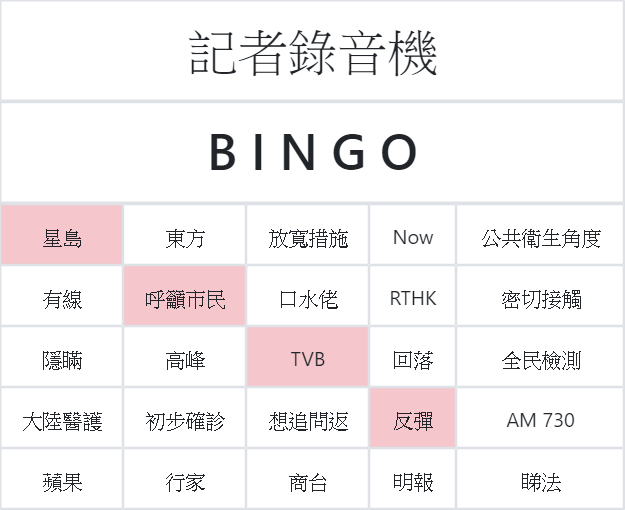 記者錄音機
BINGO
星島 東方 放寬措施 Now 公共衛生角度
有線 呼籲市民 口水佬 RTHK 密切接觸
隱瞞 高峰 TVB 回落 全民檢測
大陸醫護 初步確診 想追問返 反彈 AM 730
蘋果 行家 商台 明報 睇法